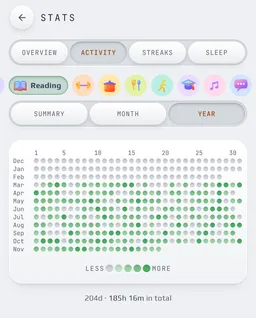 STATS
OVERVIEW ACTIVITY STREAKS SLEEP
Reading
SUMMARY MONTH YEAR
1 5 10 15 20 25 30
Dec
Jan
Feb
Mar
Apr
May
Jun
Jul
Aug
Sep
Oct
Nov
LESS MORE
204d · 185h 16m in total